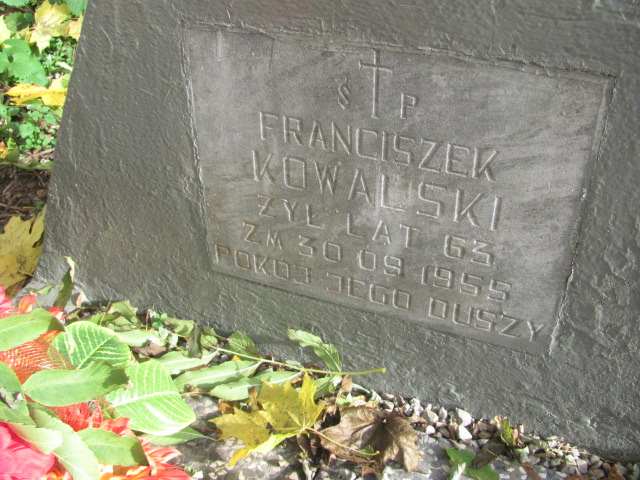 Ś P
FRANCISZEK
KOWALSKI
ŻYŁ LAT 63
ZM 30 09 1955
POKÓJ JEGO DUSZY